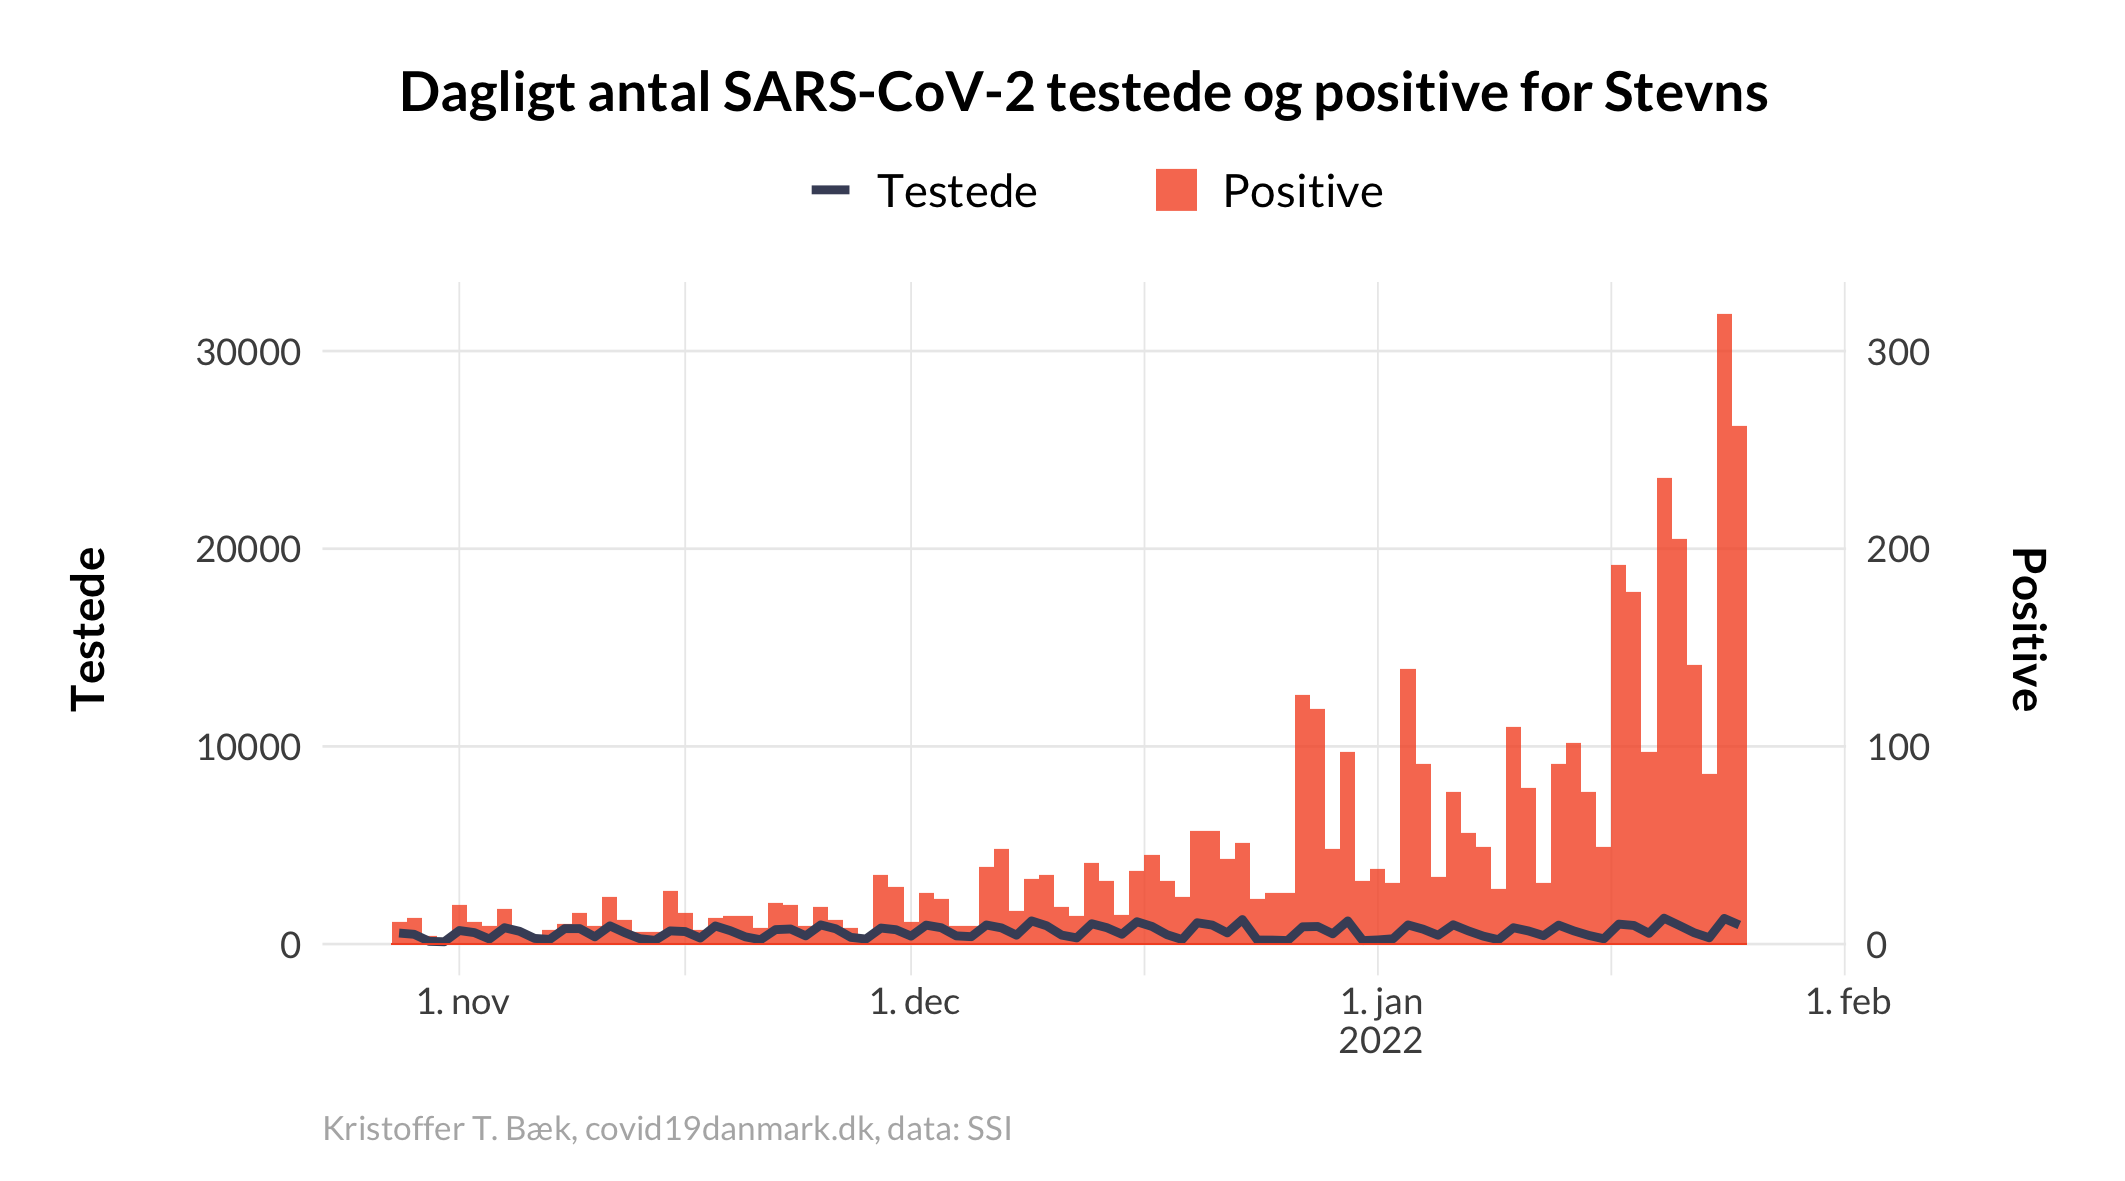 Dagligt antal SARS-CoV-2 testede og positive for Stevns
Testede
Positive
30000
20000
10000
0
300
200
100
0
Testede
Positive
1. nov
1. dec
1. jan
2022
1. feb
Kristoffer T. Bæk, covid19danmark.dk, data: SSI